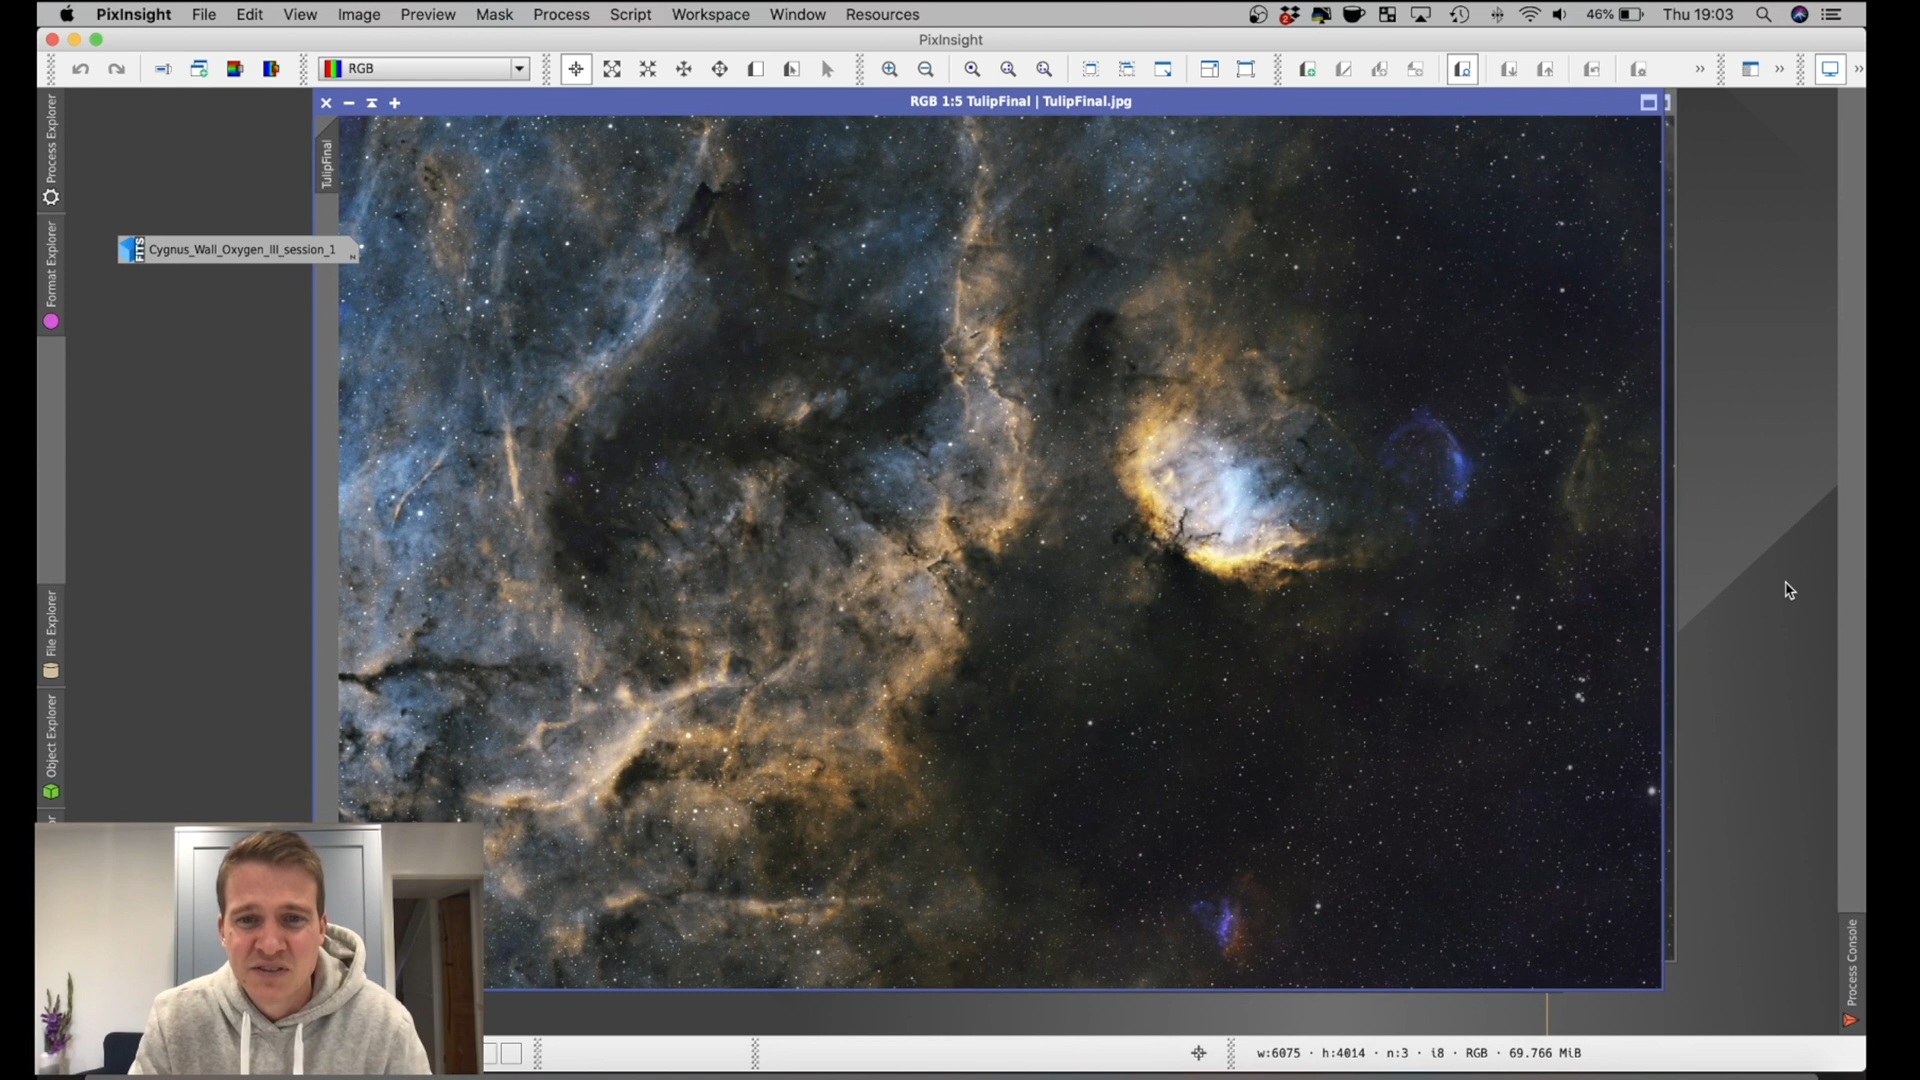 PixInsight File Edit View Image Preview Mask Process Script Workspace Window Resources 2 46% Thu 19:03
PixInsight
RGB
RGB 1:5 TulipFinal | TulipFinal.jpg
TulipFinal
Process Explorer
Format Explorer
FITS Cygnus_Wall_Oxygen_III_session_1 N
File Explorer
Object Explorer
Process Console
w:6075 · h:4014 · n:3 · i8 · RGB · 69.766 MiB